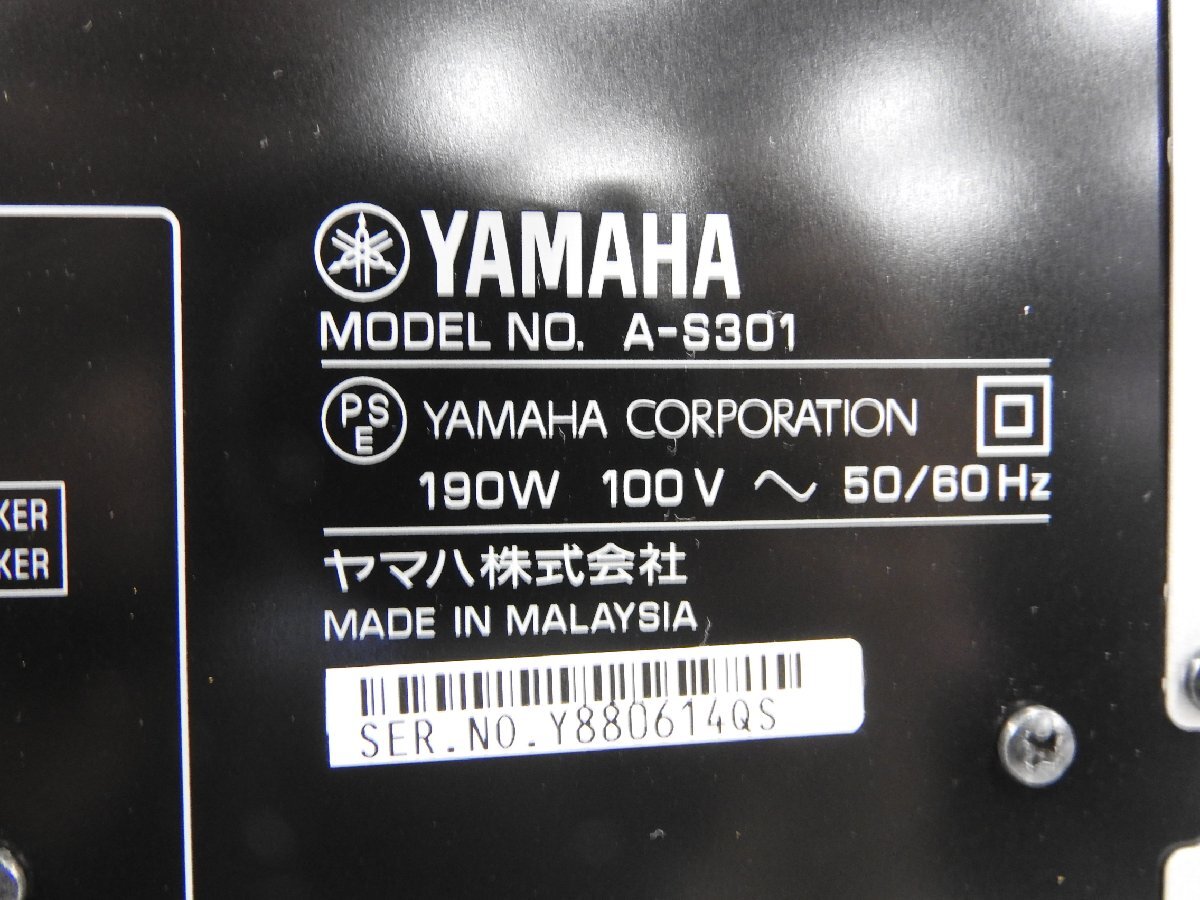 YAMAHA
MODEL NO. A-S301
PS
E
YAMAHA CORPORATION
190W 100V ～ 50/60Hz
KER
KER
ヤマハ株式会社
MADE IN MALAYSIA
SER.NO.Y880614QS